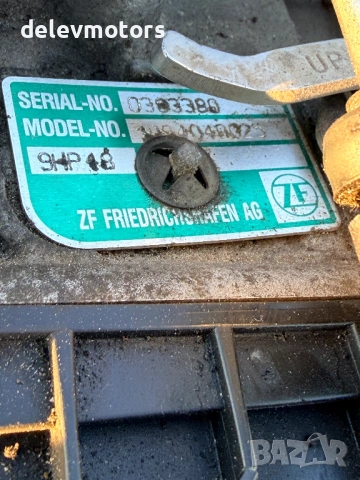 delevmotors
UP
SERIAL-NO. 0303380
MODEL-NO.
9HP48
ZF FRIEDRICHSHAFEN AG
ZF
BAZAR